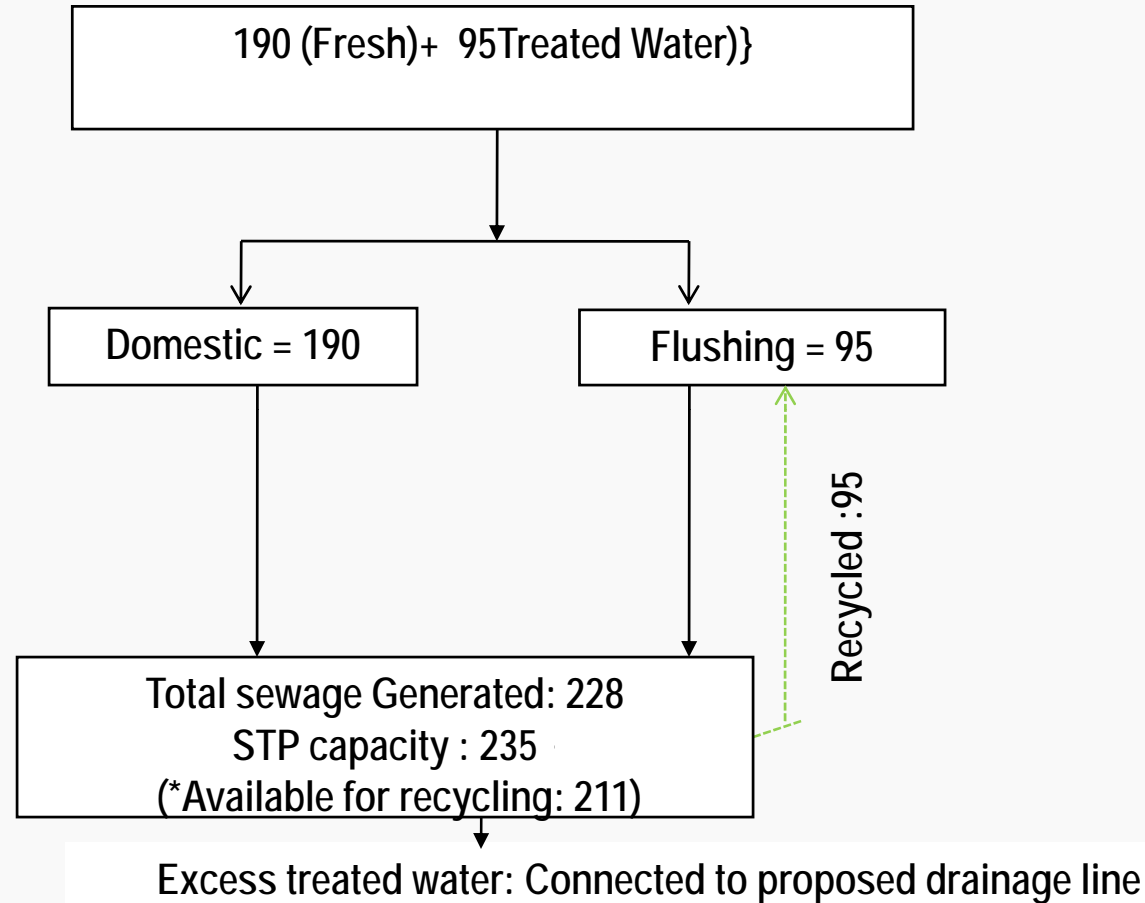 190 (Fresh)+ 95Treated Water)}
Domestic = 190
Flushing = 95
Recycled :95
Total sewage Generated: 228
STP capacity : 235
(*Available for recycling: 211)
Excess treated water: Connected to proposed drainage line